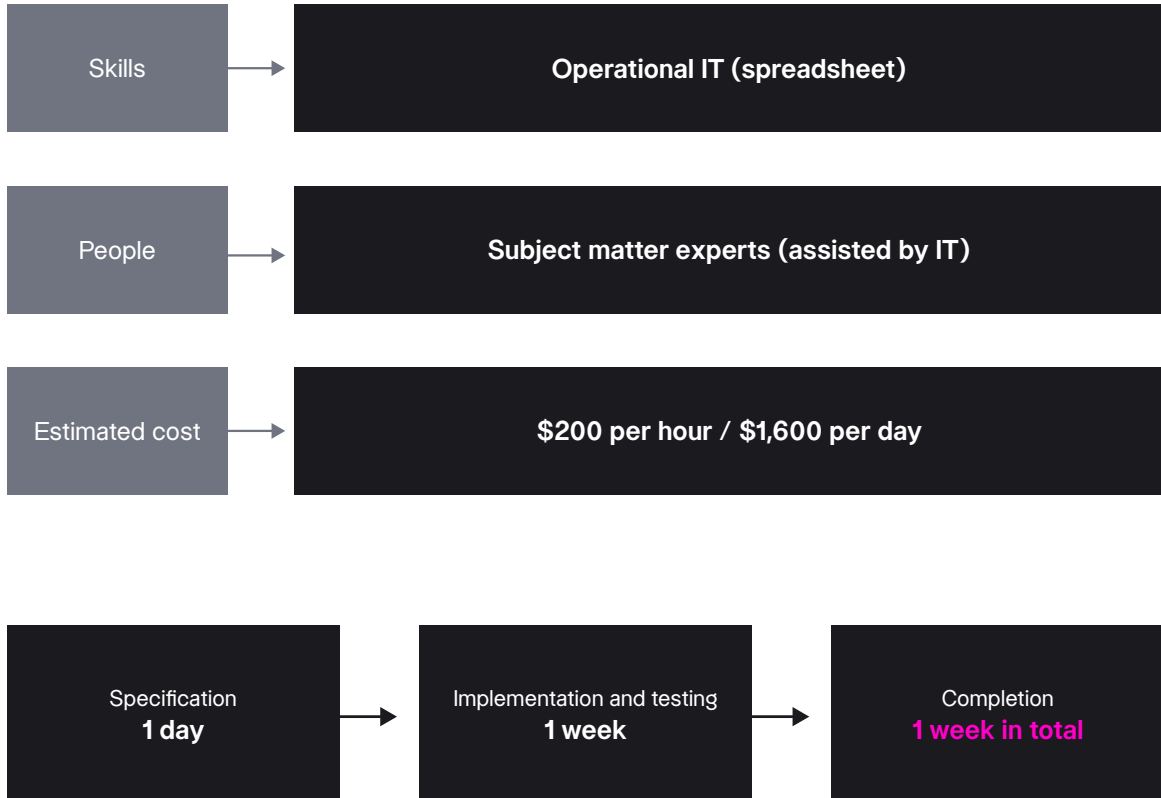 Skills
Operational IT (spreadsheet)
People
Subject matter experts (assisted by IT)
Estimated cost
$200 per hour / $1,600 per day
Specification
1 day
Implementation and testing
1 week
Completion
1 week in total